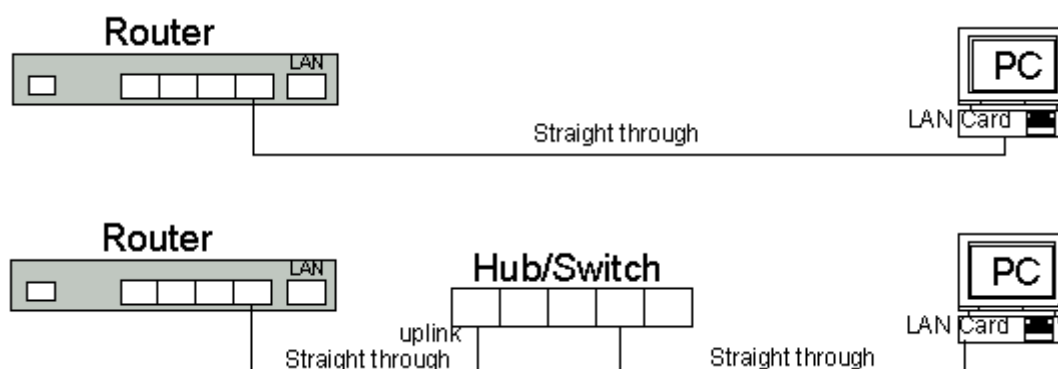 Router
LAN
PC
LAN Card
Straight through
Router
LAN
Hub/Switch
PC
LAN Card
uplink
Straight through
Straight through